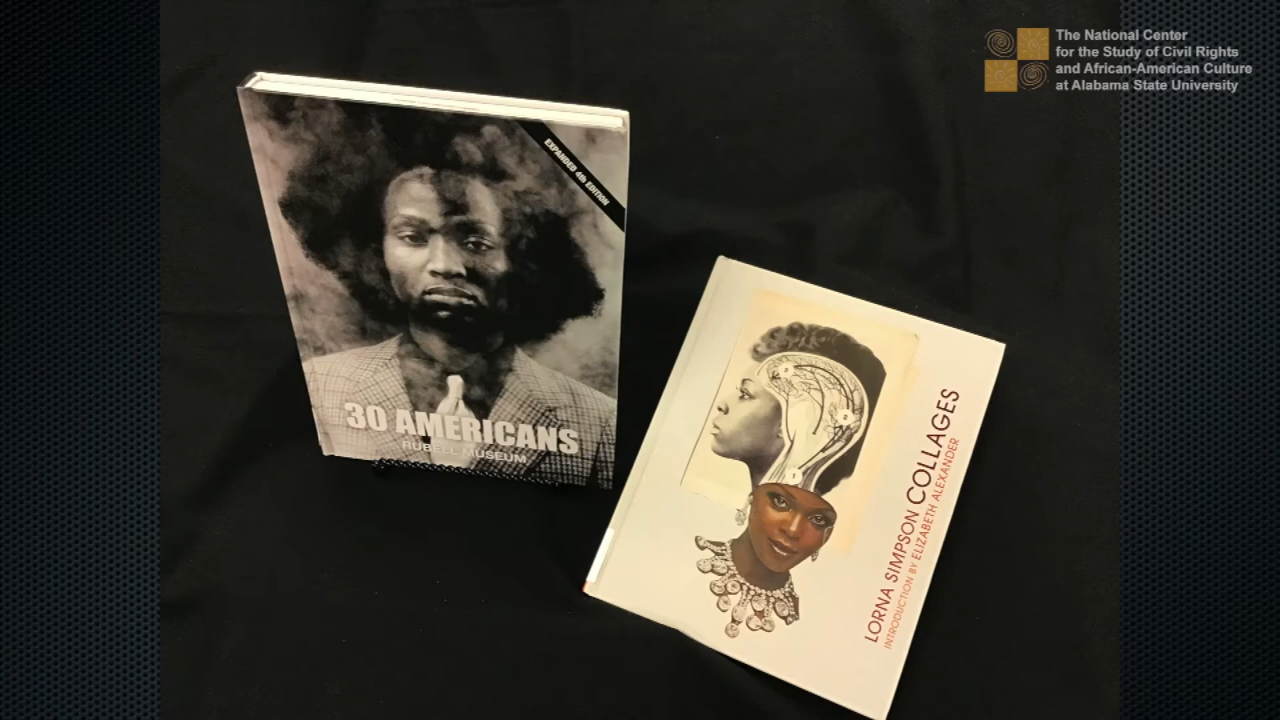 The National Center
for the Study of Civil Rights
and African-American Culture
at Alabama State University
EXPANDED 4th EDITION
30 AMERICANS
RUBELL MUSEUM
LORNA SIMPSON COLLAGES
INTRODUCTION BY ELIZABETH ALEXANDER